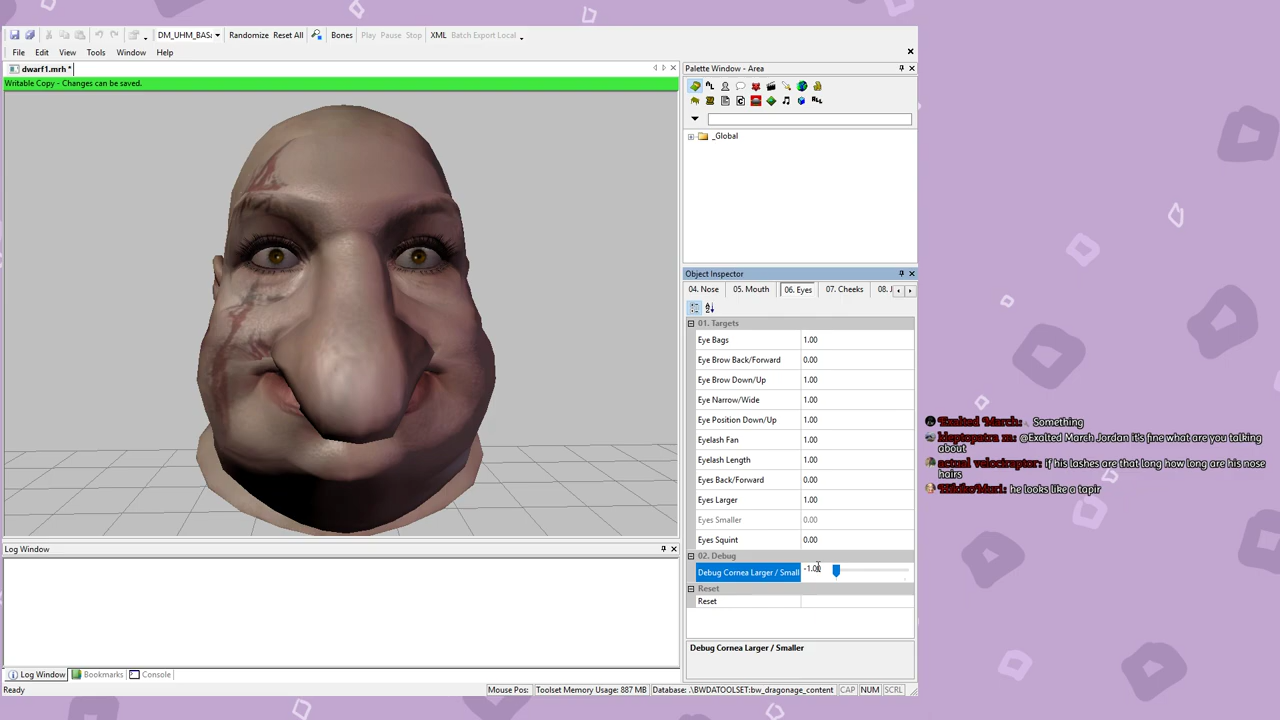 DM_UHM_BAS
Randomize
Reset All
Bones
Play
Pause
Stop
XML
Batch Export Local
File
Edit
View
Tools
Window
Help
dwarf1.mrh *
Writable Copy - Changes can be saved.
Palette Window - Area
_Global
Object Inspector
04. Nose
05. Mouth
06. Eyes
07. Cheeks
08. J
01. Targets
Eye Bags 1.00
Eye Brow Back/Forward 0.00
Eye Brow Down/Up 1.00
Eye Narrow/Wide 1.00
Eye Position Down/Up 1.00
Eyelash Fan 1.00
Eyelash Length 1.00
Eyes Back/Forward 0.00
Eyes Larger 1.00
Eyes Smaller 0.00
Eyes Squint 0.00
02. Debug
Debug Cornea Larger / Small -1.00
Reset
Reset
Debug Cornea Larger / Smaller
Log Window
Log Window
Bookmarks
Console
Ready
Mouse Pos:
Toolset Memory Usage: 887 MB
Database: .\BWDATOOLSET:bw_dragonage_content
CAP
NUM
SCRL
Exalted March: Something
kleptopatra m: @Exalted March Jordan it's fine what are you talking
about
actual velociraptor: if his lashes are that long how long are his nose
hairs
he looks like a tapir